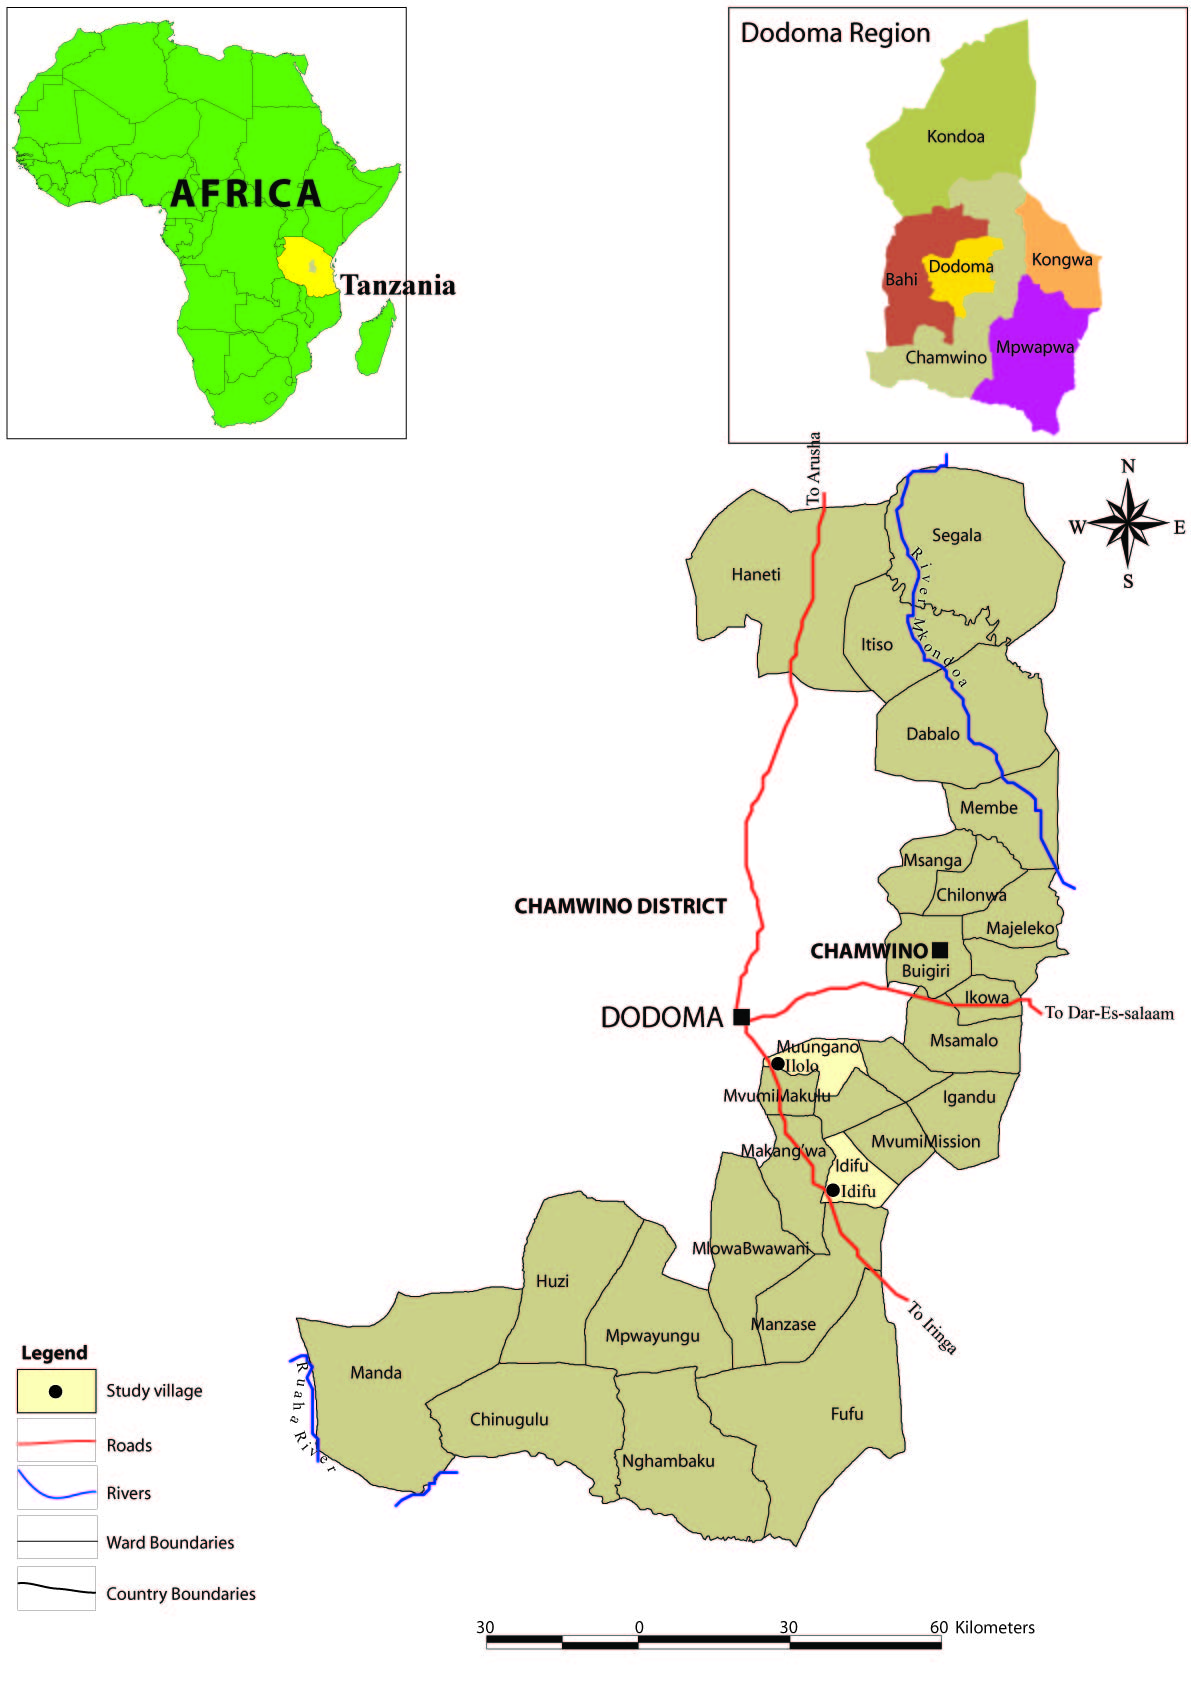 AFRICA
Tanzania
Dodoma Region
Kondoa
Kongwa
Dodoma
Bahi
Mpwapwa
Chamwino
To Arusha
N
W
E
S
Segala
Haneti
River Mkondoa
Itiso
Dabalo
Membe
Msanga
Chilonwa
CHAMWINO DISTRICT
Majeleko
CHAMWINO
Buigiri
Ikowa
DODOMA
To Dar-Es-salaam
Msamalo
Muungano
Ilolo
MvumiMakulu
Igandu
MvumiMission
Makang'wa
Idifu
Idifu
MlowaBwawani
Huzi
To Iringa
Manzase
Mpwayungu
Manda
Ruaha River
Fufu
Chinugulu
Nghambaku
Legend
Study village
Roads
Rivers
Ward Boundaries
Country Boundaries
30 0 30 60 Kilometers